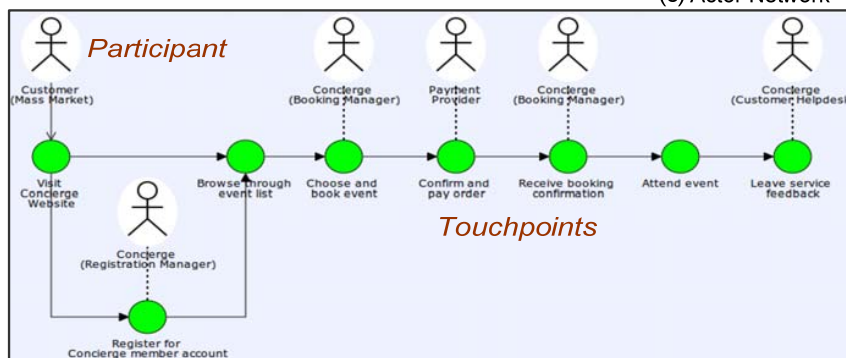 (c) Actor Network
Participant
Customer
(Mass Market)
Concierge
(Booking Manager)
Payment
Provider
Concierge
(Booking Manager)
Concierge
(Customer Helpdesk
Visit
Concierge
Website
Browse through
event list
Choose and
book event
Confirm and
pay order
Receive booking
confirmation
Attend event
Leave service
feedback
Touchpoints
Concierge
(Registration Manager)
Register for
Concierge member account